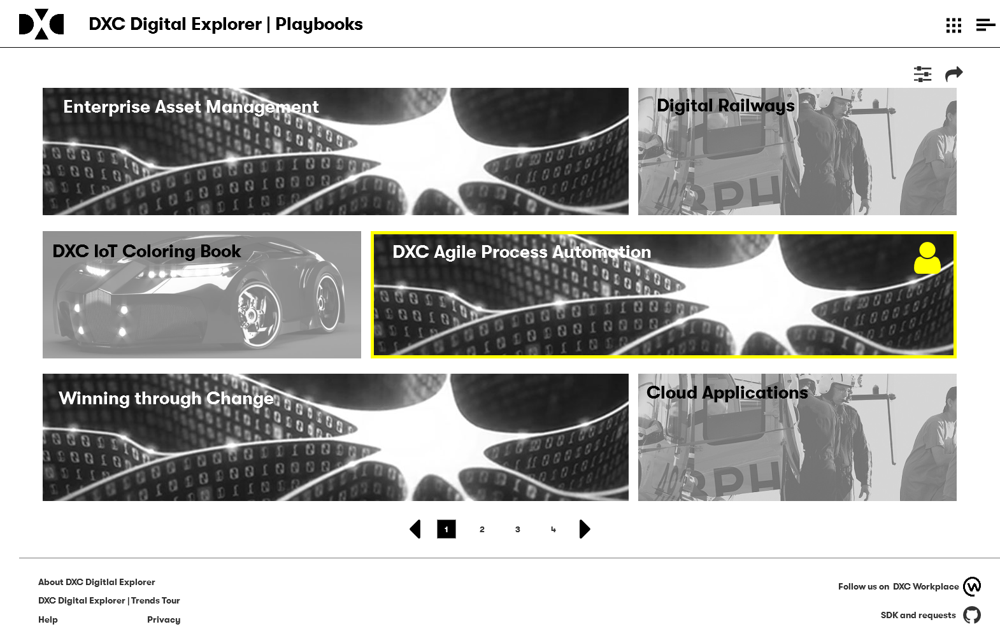 DXC Digital Explorer | Playbooks
Enterprise Asset Management
Digital Railways
DXC IoT Coloring Book
DXC Agile Process Automation
Winning through Change
Cloud Applications
1 2 3 4
About DXC Digitlal Explorer
DXC Digital Explorer | Trends Tour
Help
Privacy
Follow us on DXC Workplace
SDK and requests